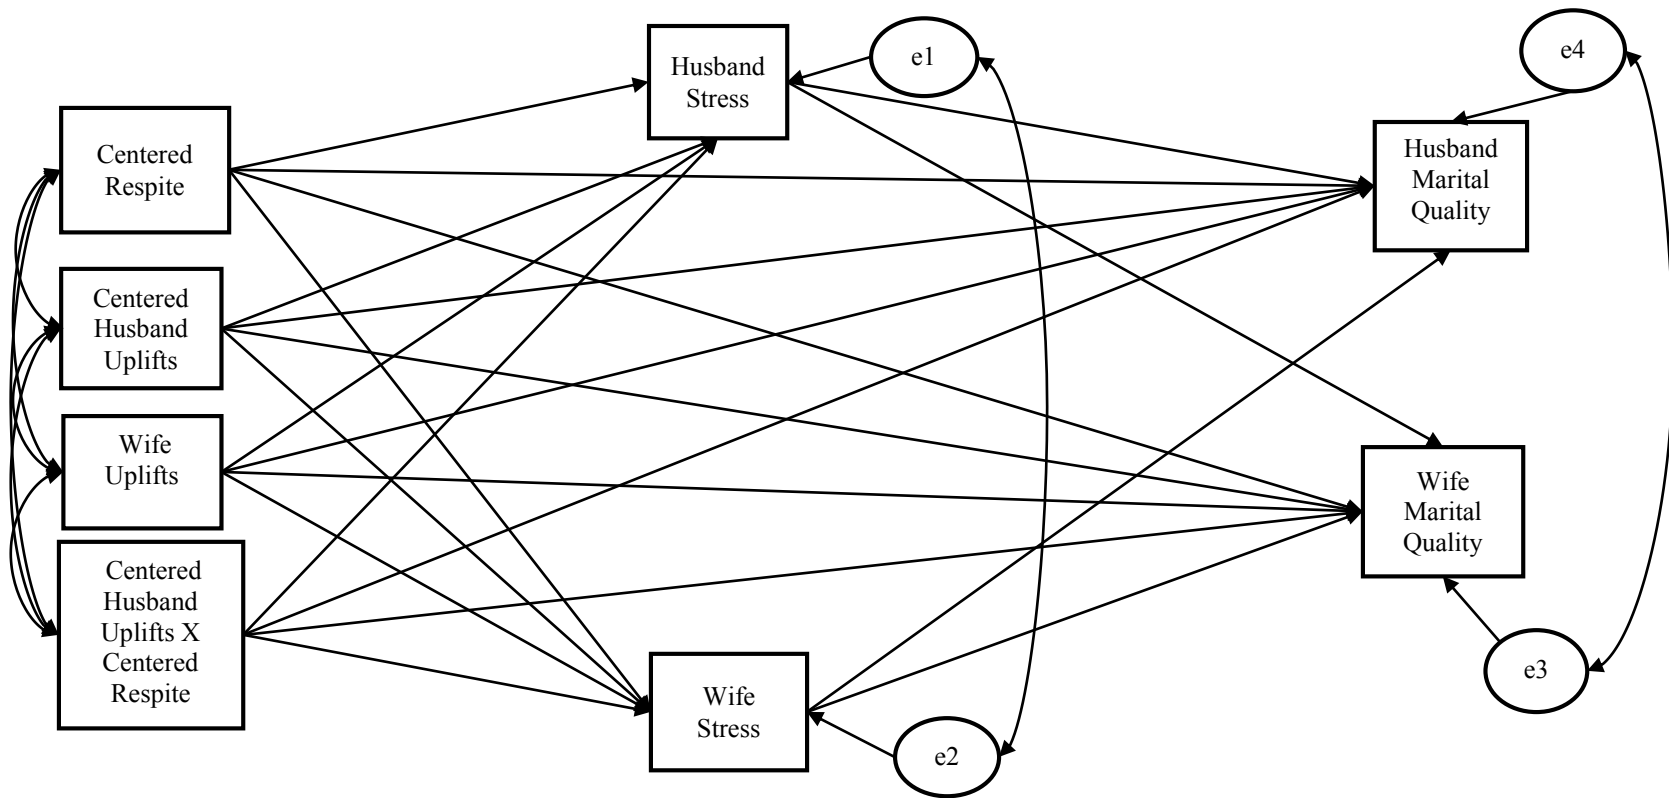 Centered
Respite
Centered
Husband
Uplifts
Wife
Uplifts
Centered
Husband
Uplifts X
Centered
Respite
Husband
Stress
e1
Wife
Stress
e2
e4
Husband
Marital
Quality
Wife
Marital
Quality
e3